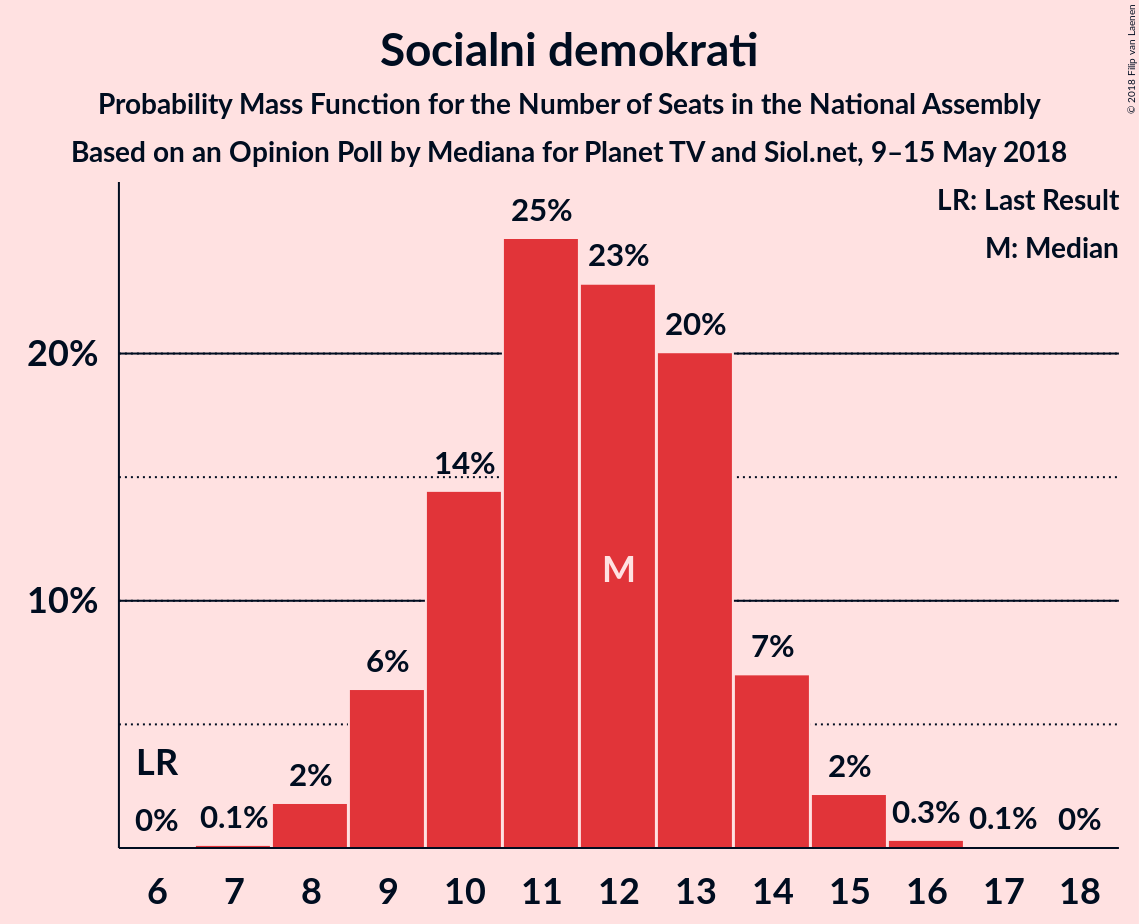 Socialni demokrati
Probability Mass Function for the Number of Seats in the National Assembly
Based on an Opinion Poll by Mediana for Planet TV and Siol.net, 9–15 May 2018
© 2018 Filip van Laenen
LR: Last Result
M: Median
25%
23%
20%
20%
14%
M
10%
7%
6%
LR
2%
2%
0%
0.1%
0.3%
0.1%
0%
6 7 8 9 10 11 12 13 14 15 16 17 18